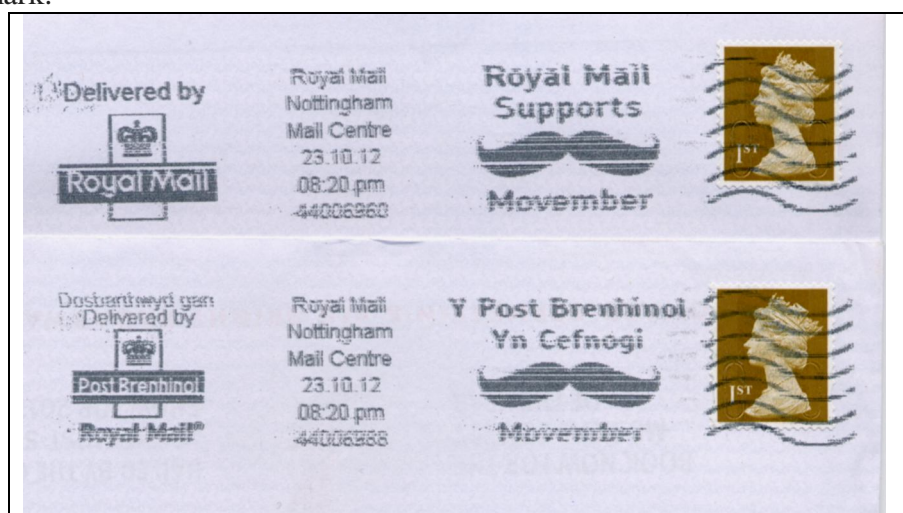 mark:
Delivered by
Royal Mail
Royal Mail
Nottingham
Mail Centre
23.10.12
08:20 pm
44006960
Royal Mail
Supports
Movember
1ST
Dosbarthwyd gan
Delivered by
Post Brenhinol
Royal Mail®
Royal Mail
Nottingham
Mail Centre
23.10.12
08:20 pm
44006988
Y Post Brenhinol
Yn Cefnogi
Movember
1ST